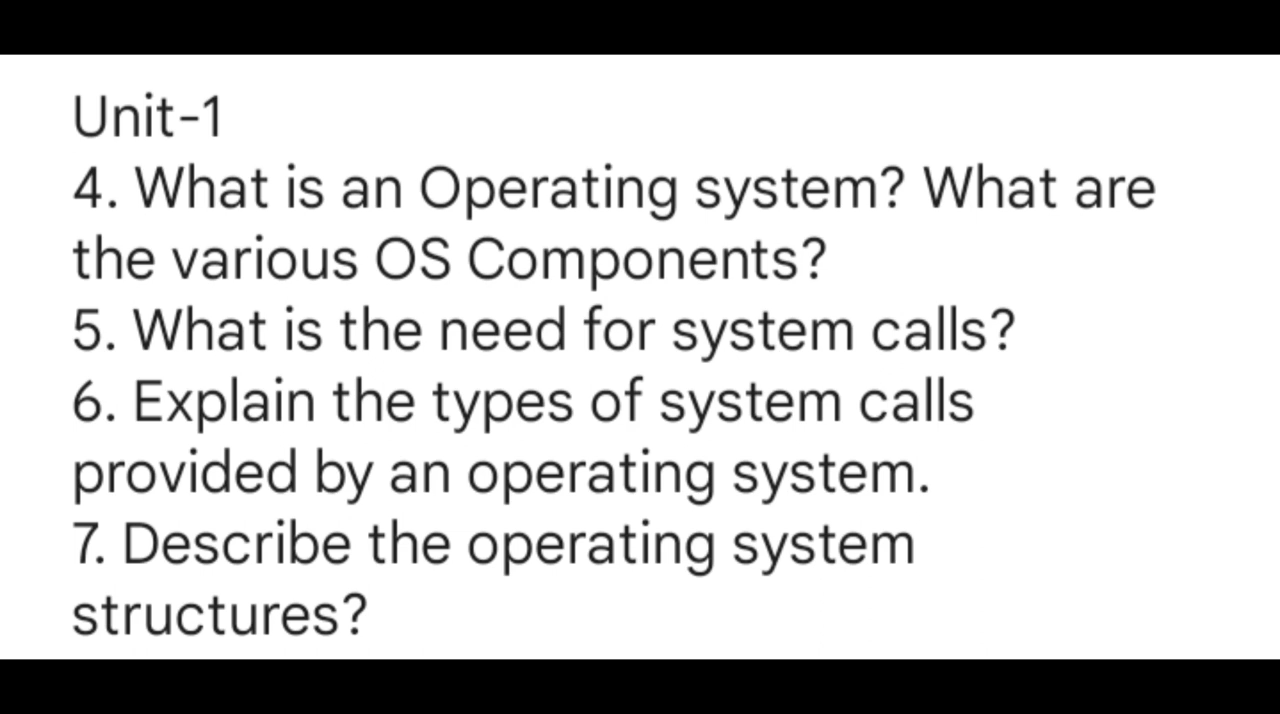 Unit-1
4. What is an Operating system? What are
the various OS Components?
5. What is the need for system calls?
6. Explain the types of system calls
provided by an operating system.
7. Describe the operating system
structures?